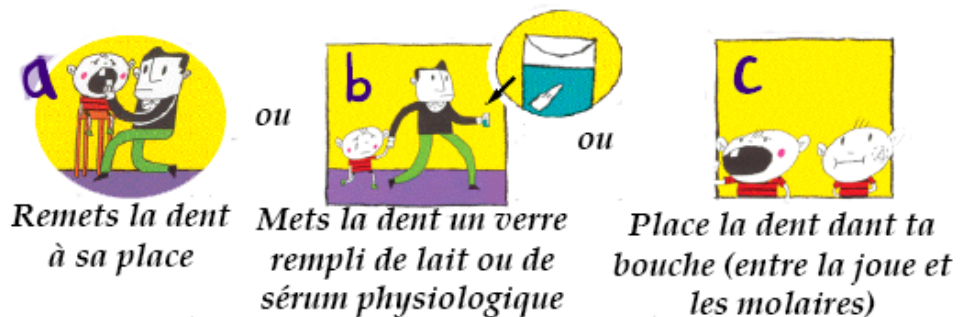 a
ou
b
ou
c
Remets la dent
à sa place
Mets la dent un verre
rempli de lait ou de
sérum physiologique
Place la dent dant ta
bouche (entre la joue et
les molaires)